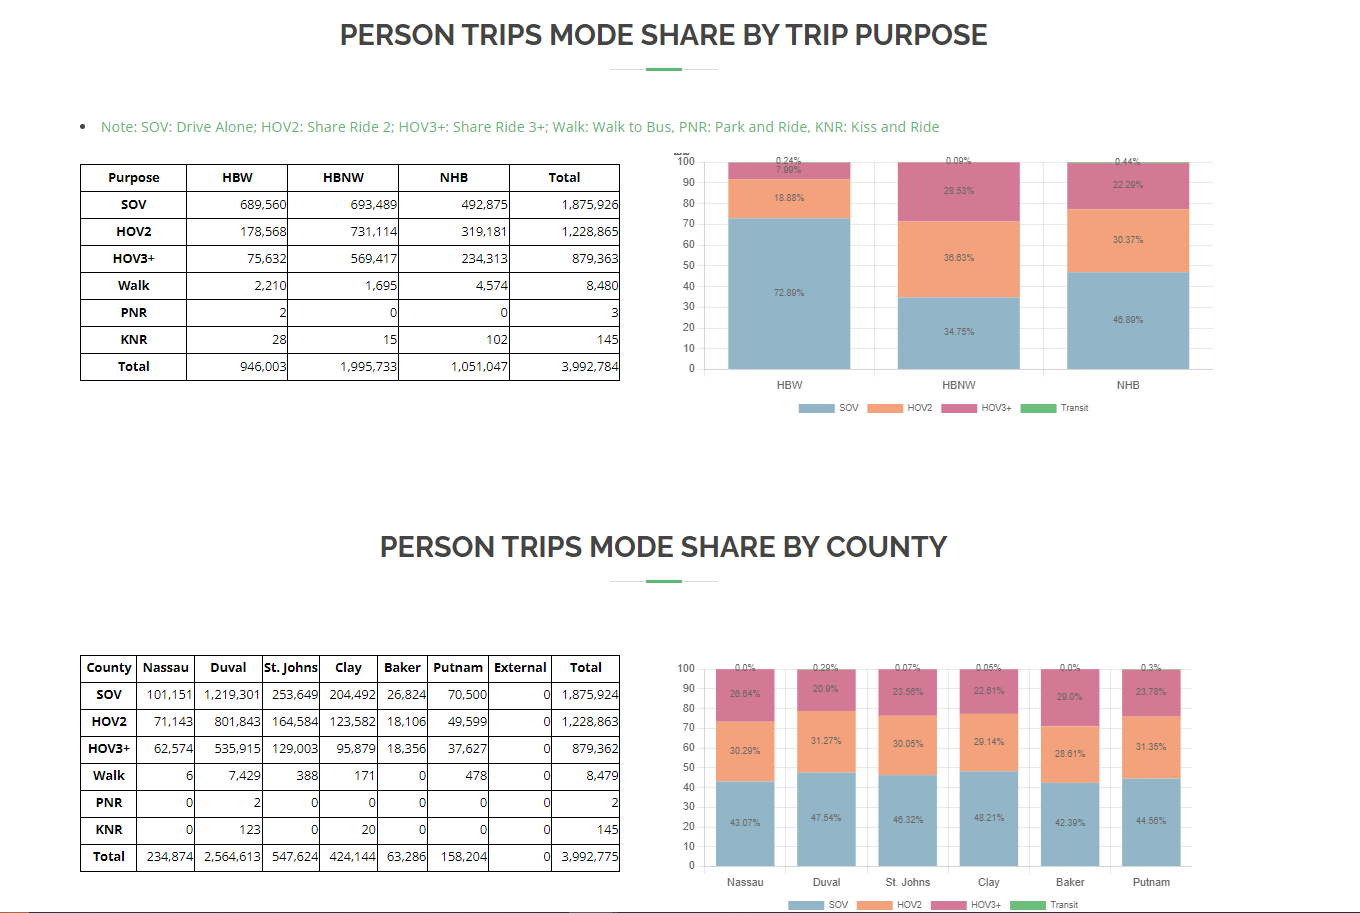 PERSON TRIPS MODE SHARE BY TRIP PURPOSE
Note: SOV: Drive Alone; HOV2: Share Ride 2; HOV3+: Share Ride 3+; Walk: Walk to Bus, PNR: Park and Ride, KNR: Kiss and Ride
Purpose HBW HBNW NHB Total
SOV 689,560 693,489 492,875 1,875,926
HOV2 178,568 731,114 319,181 1,228,865
HOV3+ 75,632 569,417 234,313 879,363
Walk 2,210 1,695 4,574 8,480
PNR 2 0 0 3
KNR 28 15 102 145
Total 946,003 1,995,733 1,051,047 3,992,784
100 0.24% 0.09% 0.44%
7.99%
90 28.53% 22.29%
80 18.88%
70
60 30.37%
50 36.63%
40 72.89%
30
20 34.75% 46.89%
10
0
HBW HBNW NHB
SOV HOV2 HOV3+ Transit
PERSON TRIPS MODE SHARE BY COUNTY
County Nassau Duval St. Johns Clay Baker Putnam External Total
SOV 101,151 1,219,301 253,649 204,492 26,824 70,500 0 1,875,924
HOV2 71,143 801,843 164,584 123,582 18,106 49,599 0 1,228,863
HOV3+ 62,574 535,915 129,003 95,879 18,356 37,627 0 879,362
Walk 6 7,429 388 171 0 478 0 8,479
PNR 0 2 0 0 0 0 0 2
KNR 0 123 0 20 0 0 0 145
Total 234,874 2,564,613 547,624 424,144 63,286 158,204 0 3,992,775
100 0.0% 0.29% 0.07% 0.05% 0.0% 0.3%
90 26.64% 20.9% 23.56% 22.61% 29.0% 23.78%
80
70
60 30.29% 31.27% 30.05% 29.14% 28.61% 31.35%
50
40
30
20 43.07% 47.54% 46.32% 48.21% 42.39% 44.56%
10
0
Nassau Duval St. Johns Clay Baker Putnam
SOV HOV2 HOV3+ Transit